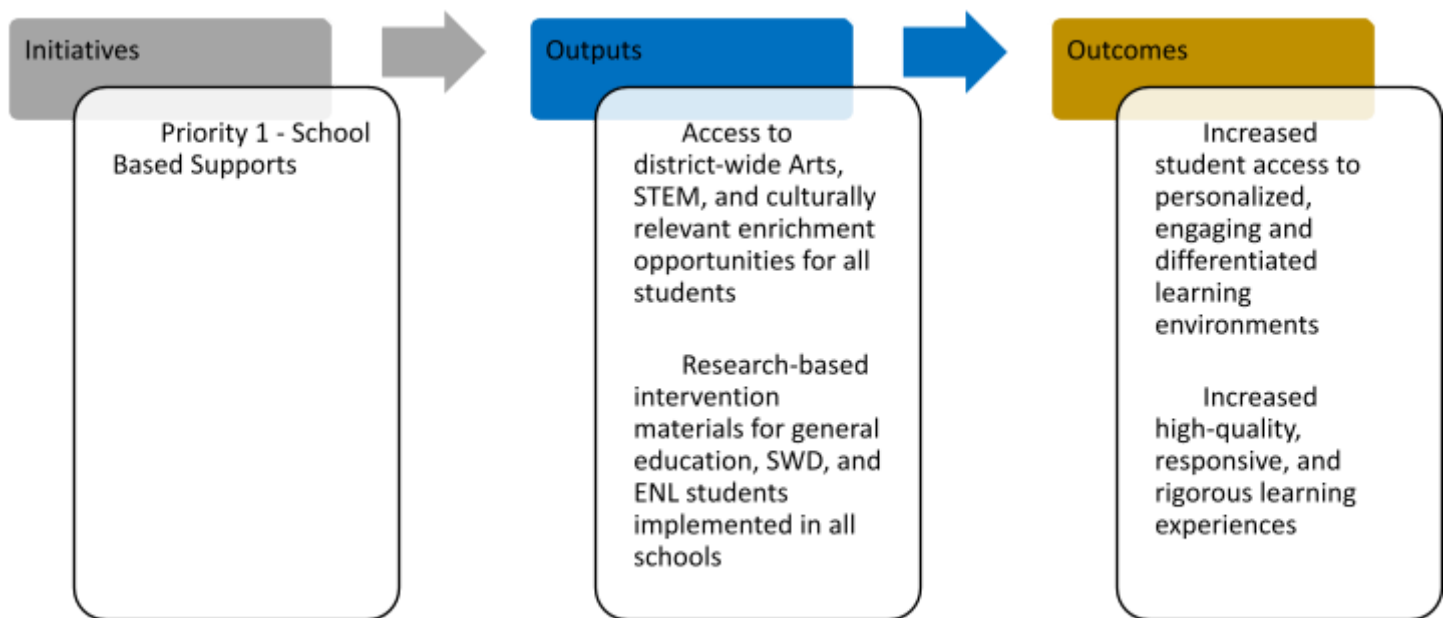 Initiatives
Priority 1 - School
Based Supports
Outputs
Access to
district-wide Arts,
STEM, and culturally
relevant enrichment
opportunities for all
students
Research-based
intervention
materials for general
education, SWD, and
ENL students
implemented in all
schools
Outcomes
Increased
student access to
personalized,
engaging and
differentiated
learning
environments
Increased
high-quality,
responsive, and
rigorous learning
experiences